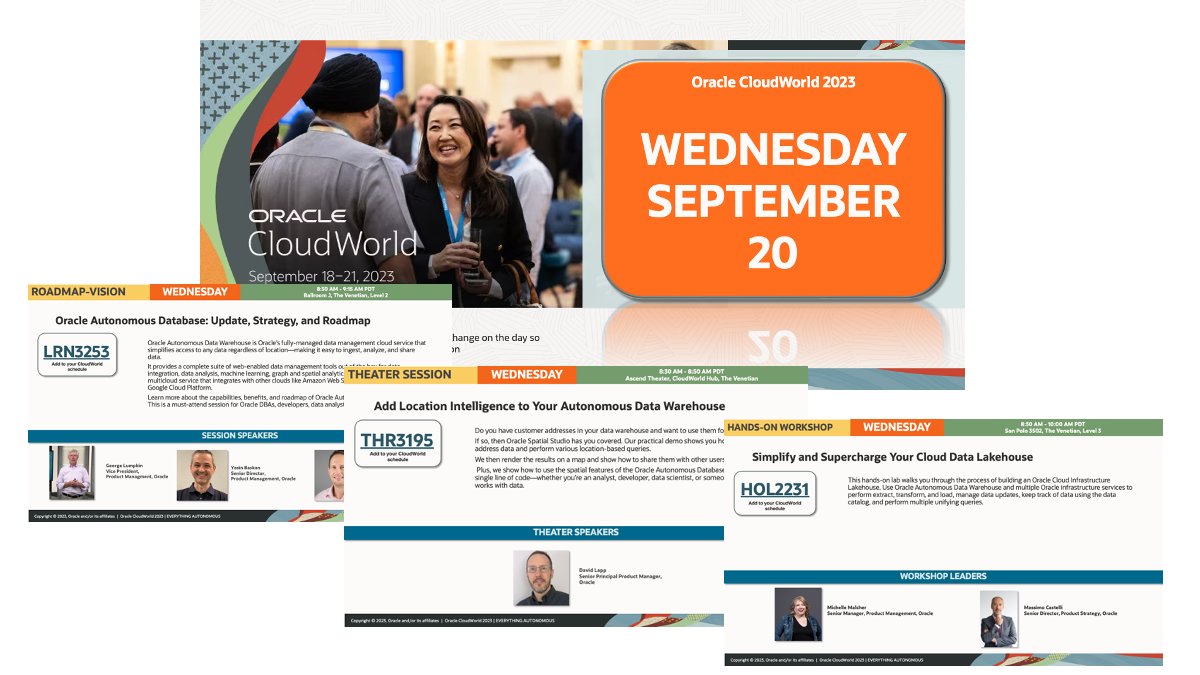 Oracle CloudWorld 2023
WEDNESDAY
SEPTEMBER
20
ORACLE
CloudWorld
September 18–21, 2023
hange on the day so
on
20
ROADMAP-VISION
WEDNESDAY
8:30 AM - 9:15 AM PDT
Ballroom J, The Venetian, Level 2
Oracle Autonomous Database: Update, Strategy, and Roadmap
LRN3253
Add to your CloudWorld
schedule
Oracle Autonomous Data Warehouse is Oracle's fully-managed data management cloud service that
simplifies access to any data regardless of location—making it easy to ingest, analyze, and share
data.
It provides a complete suite of web-enabled data management tools out of the box for data
integration, data analysis, machine learning, graph and spatial analytic
multicloud service that integrates with other clouds like Amazon Web S
Google Cloud Platform.
Learn more about the capabilities, benefits, and roadmap of Oracle Aut
This is a must-attend session for Oracle DBAs, developers, data analyst
SESSION SPEAKERS
George Lumpkin
Vice President,
Product Managment, Oracle
Yasin Baskan
Senior Director,
Product Managment, Oracle
Copyright © 2023, Oracle and/or its affiliates | Oracle CloudWorld 2023 | EVERYTHING AUTONOMOUS
THEATER SESSION
WEDNESDAY
8:30 AM - 8:50 AM PDT
Ascend Theater, CloudWorld Hub, The Venetian
Add Location Intelligence to Your Autonomous Data Warehouse
THR3195
Add to your CloudWorld
schedule
Do you have customer addresses in your data warehouse and want to use them fo
If so, then Oracle Spatial Studio has you covered. Our practical demo shows you h
address data and perform various location-based queries.
We then render the results on a map and show how to share them with other users
Plus, we show how to use the spatial features of the Oracle Autonomous Database
single line of code—whether you're an analyst, developer, data scientist, or someo
works with data.
THEATER SPEAKERS
David Lapp
Senior Principal Product Manager,
Oracle
Copyright © 2023, Oracle and/or its affiliates | Oracle CloudWorld 2023 | EVERYTHING AUTONOMOUS
HANDS-ON WORKSHOP
WEDNESDAY
8:30 AM - 10:00 AM PDT
San Polo 3502, The Venetian, Level 3
Simplify and Supercharge Your Cloud Data Lakehouse
HOL2231
Add to your CloudWorld
schedule
This hands-on lab walks you through the process of building an Oracle Cloud Infrastructure
Lakehouse. Use Oracle Autonomous Data Warehouse and multiple Oracle Infrastructure services to
perform extract, transform, and load, manage data updates, keep track of data using the data
catalog, and perform multiple unifying queries.
WORKSHOP LEADERS
Michelle Malcher
Senior Manager, Product Management, Oracle
Massimo Castelli
Senior Director, Product Strategy, Oracle
Copyright © 2023, Oracle and/or its affiliates | Oracle CloudWorld 2023 | EVERYTHING AUTONOMOUS